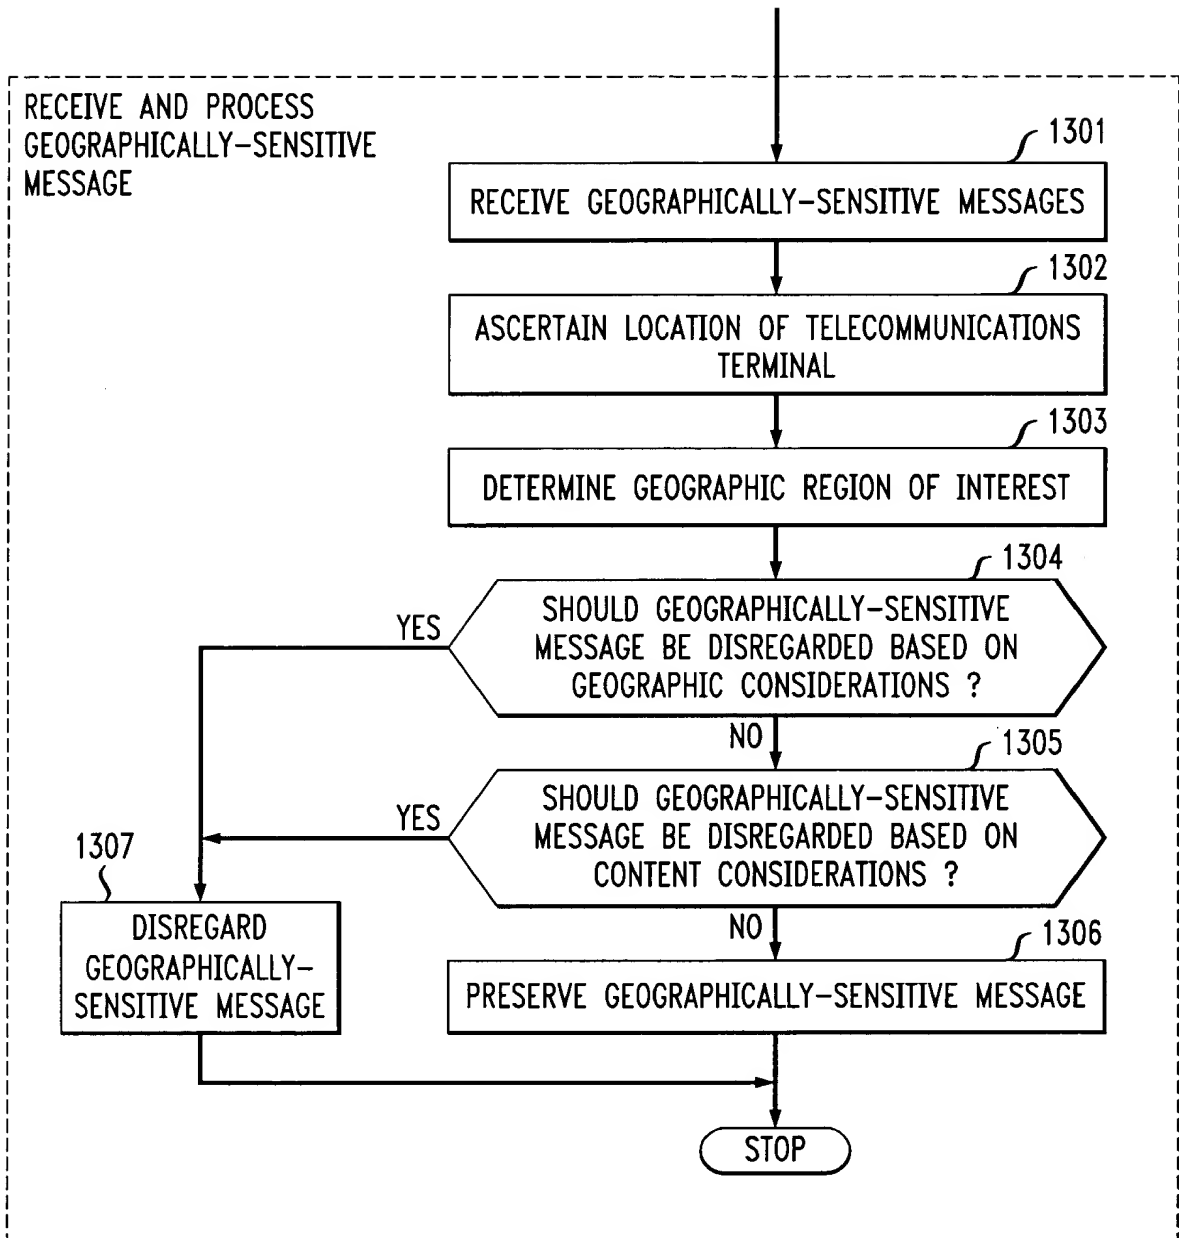 RECEIVE AND PROCESS
GEOGRAPHICALLY-SENSITIVE
MESSAGE
1301
RECEIVE GEOGRAPHICALLY-SENSITIVE MESSAGES
1302
ASCERTAIN LOCATION OF TELECOMMUNICATIONS
TERMINAL
1303
DETERMINE GEOGRAPHIC REGION OF INTEREST
1304
SHOULD GEOGRAPHICALLY-SENSITIVE
MESSAGE BE DISREGARDED BASED ON
GEOGRAPHIC CONSIDERATIONS ?
YES
NO
1305
SHOULD GEOGRAPHICALLY-SENSITIVE
MESSAGE BE DISREGARDED BASED ON
CONTENT CONSIDERATIONS ?
YES
NO
1307
DISREGARD
GEOGRAPHICALLY-
SENSITIVE MESSAGE
1306
PRESERVE GEOGRAPHICALLY-SENSITIVE MESSAGE
STOP